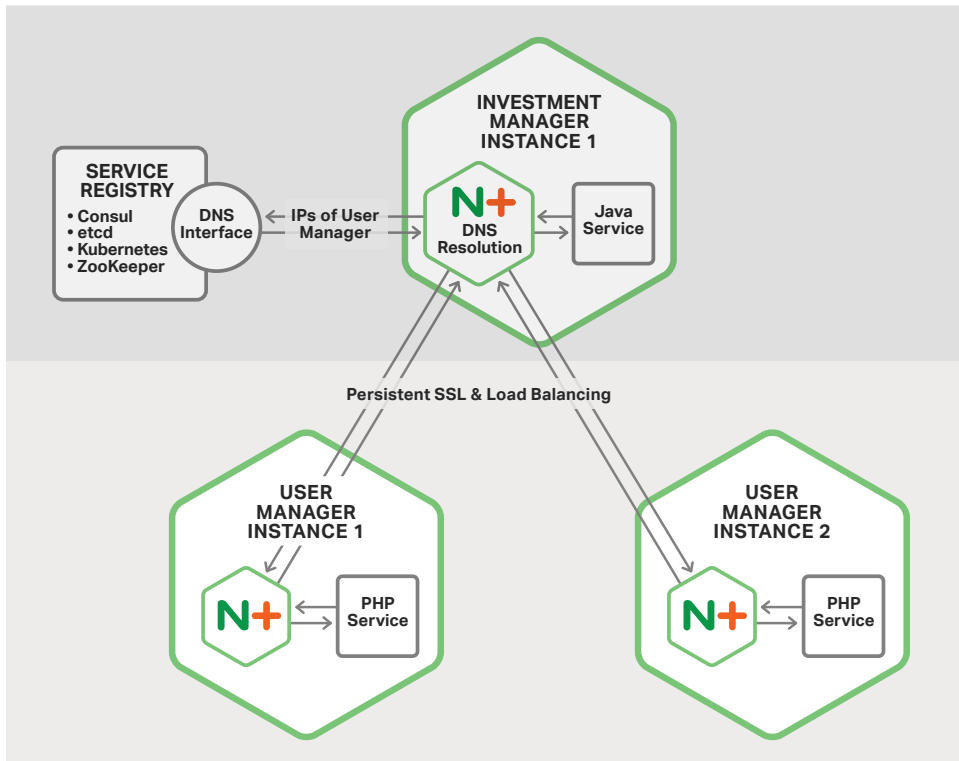 INVESTMENT
MANAGER
INSTANCE 1
SERVICE
REGISTRY
• Consul
• etcd
• Kubernetes
• ZooKeeper
DNS
Interface
IPs of User
Manager
N+
DNS
Resolution
Java
Service
Persistent SSL & Load Balancing
USER
MANAGER
INSTANCE 1
N+
PHP
Service
USER
MANAGER
INSTANCE 2
N+
PHP
Service